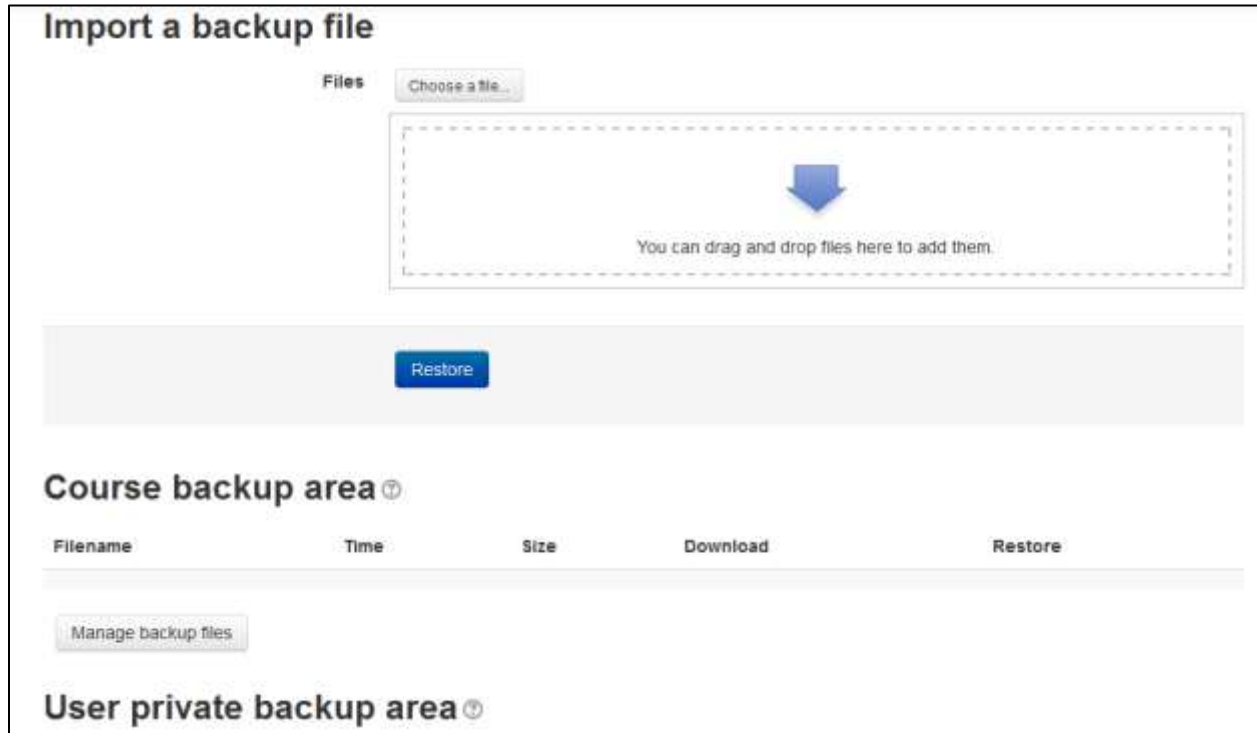 Import a backup file
Files Choose a file...
You can drag and drop files here to add them.
Restore
Course backup area
Filename Time Size Download Restore
Manage backup files
User private backup area